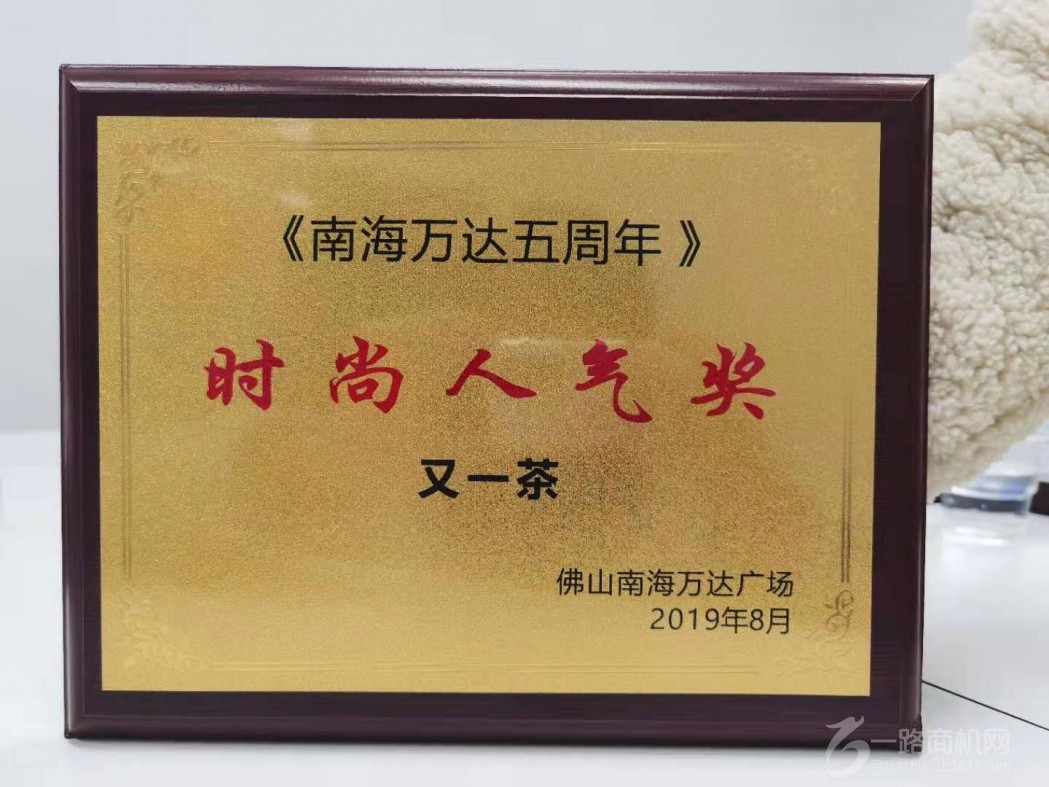 《南海万达五周年》
时尚人气奖
又一茶
佛山南海万达广场
2019年8月
一路商机网